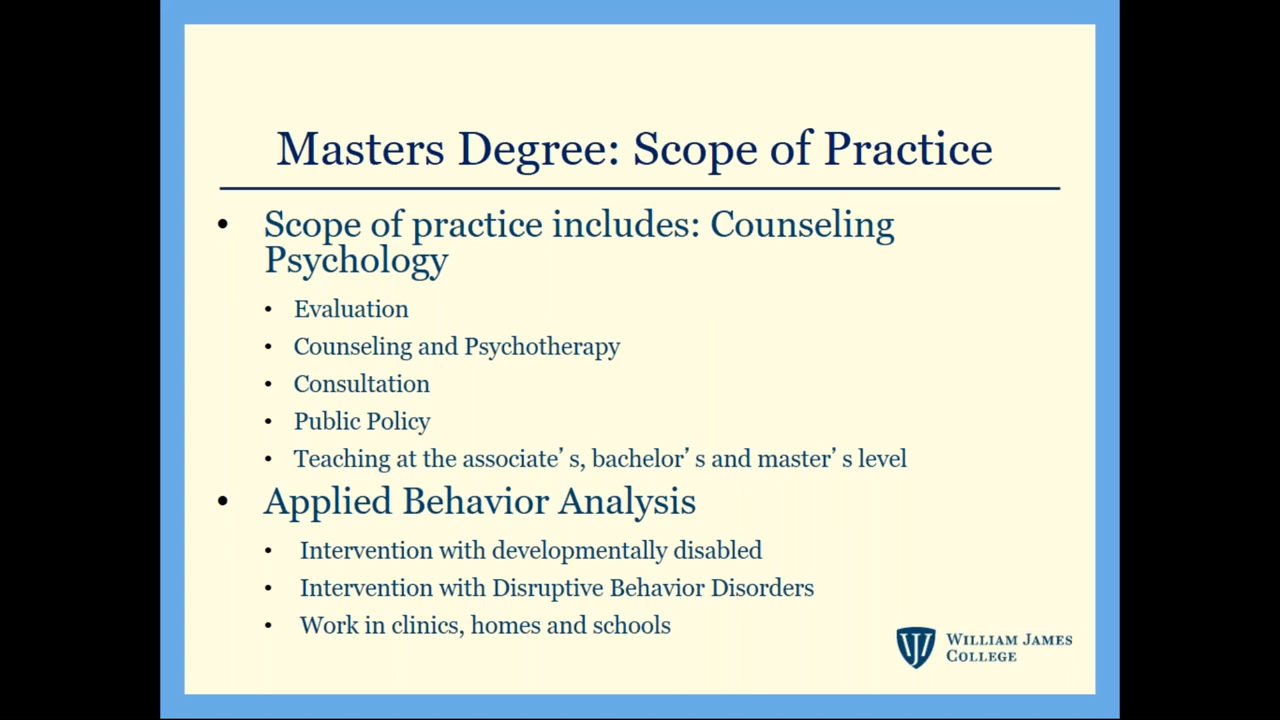 Masters Degree: Scope of Practice
• Scope of practice includes: Counseling
Psychology
• Evaluation
• Counseling and Psychotherapy
• Consultation
• Public Policy
• Teaching at the associate’ s, bachelor’ s and master’ s level
• Applied Behavior Analysis
• Intervention with developmentally disabled
• Intervention with Disruptive Behavior Disorders
• Work in clinics, homes and schools
WILLIAM JAMES
COLLEGE